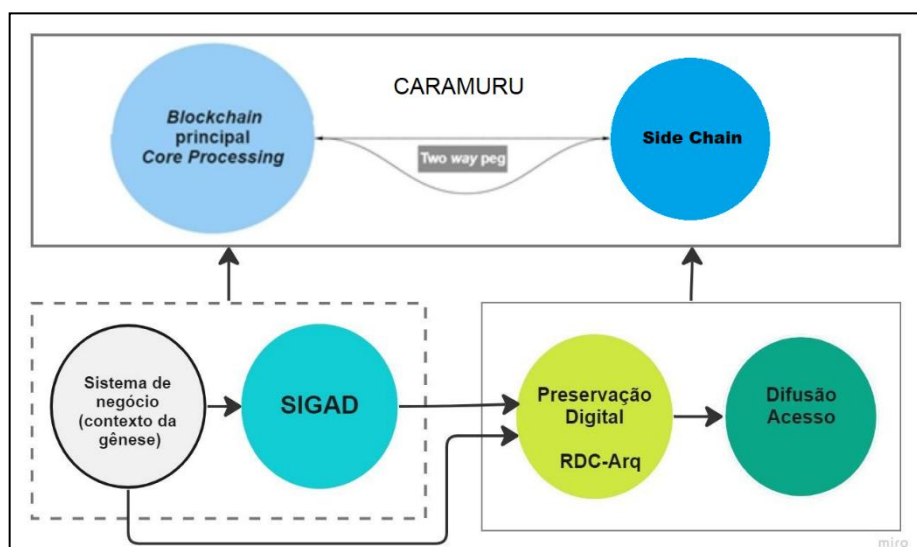 CARAMURU
Blockchain
principal
Core Processing
Two way peg
Side Chain
Sistema de
negócio
(contexto da
gênese)
SIGAD
Preservação
Digital
RDC-Arq
Difusão
Acesso
miro